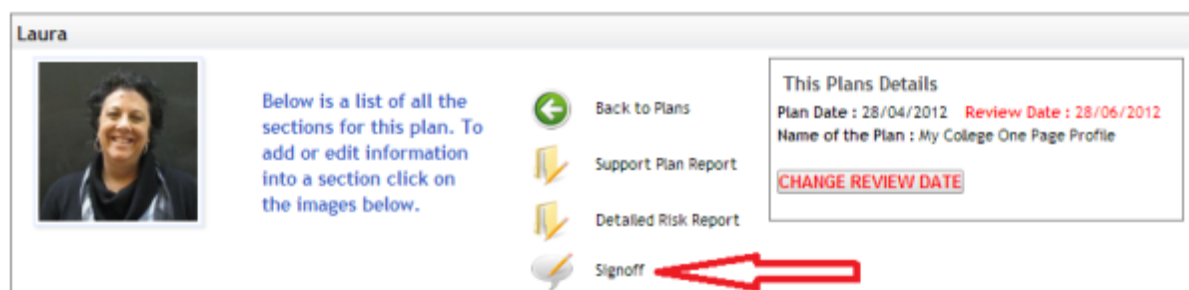 Laura
Below is a list of all the
sections for this plan. To
add or edit information
into a section click on
the images below.
Back to Plans
Support Plan Report
Detailed Risk Report
Signoff
This Plans Details
Plan Date : 28/04/2012 Review Date : 28/06/2012
Name of the Plan : My College One Page Profile
CHANGE REVIEW DATE